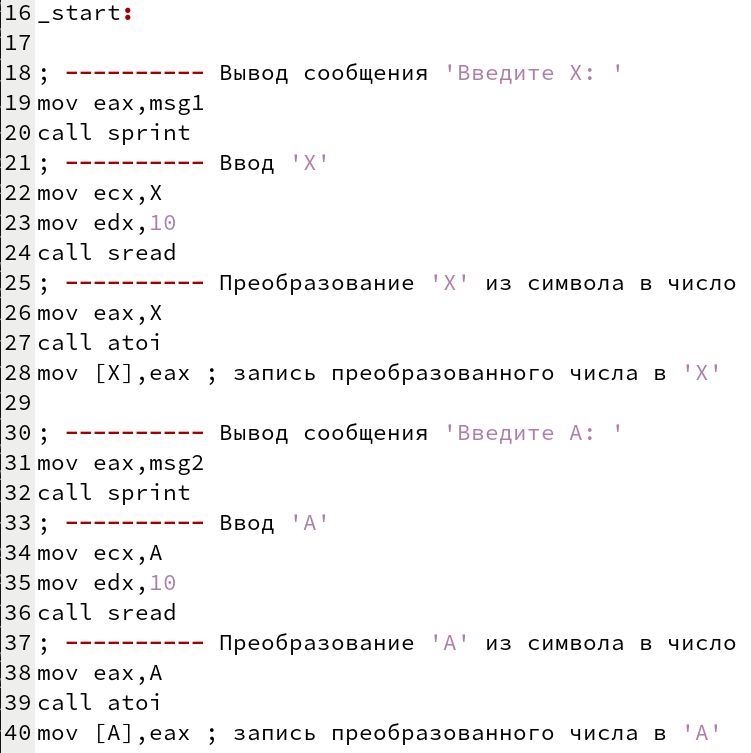 16 _start:
17
18 ; ---------- Вывод сообщения 'Введите X: '
19 mov eax,msg1
20 call sprint
21 ; ---------- Ввод 'X'
22 mov ecx,X
23 mov edx,10
24 call sread
25 ; ---------- Преобразование 'X' из символа в число
26 mov eax,X
27 call atoi
28 mov [X],eax ; запись преобразованного числа в 'X'
29
30 ; ---------- Вывод сообщения 'Введите A: '
31 mov eax,msg2
32 call sprint
33 ; ---------- Ввод 'A'
34 mov ecx,A
35 mov edx,10
36 call sread
37 ; ---------- Преобразование 'A' из символа в число
38 mov eax,A
39 call atoi
40 mov [A],eax ; запись преобразованного числа в 'A'